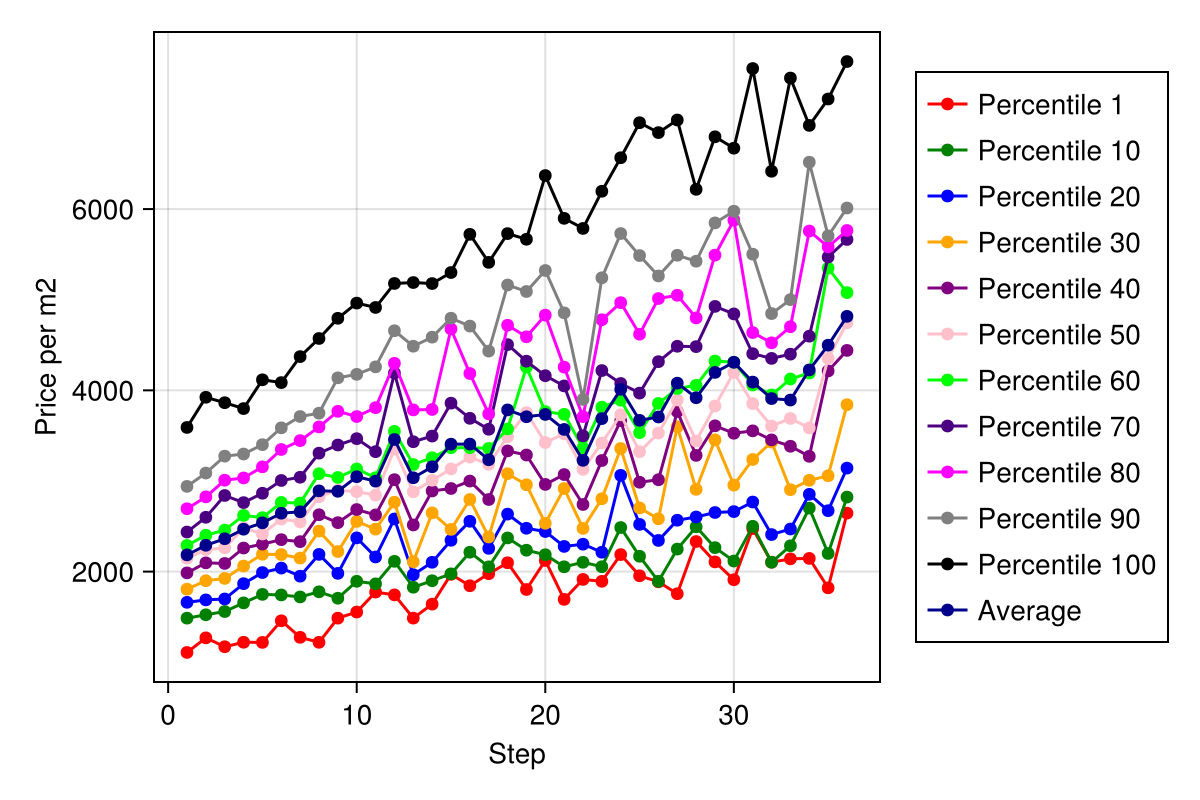 Price per m2
6000
4000
2000
0 10 20 30
Step
Percentile 1
Percentile 10
Percentile 20
Percentile 30
Percentile 40
Percentile 50
Percentile 60
Percentile 70
Percentile 80
Percentile 90
Percentile 100
Average